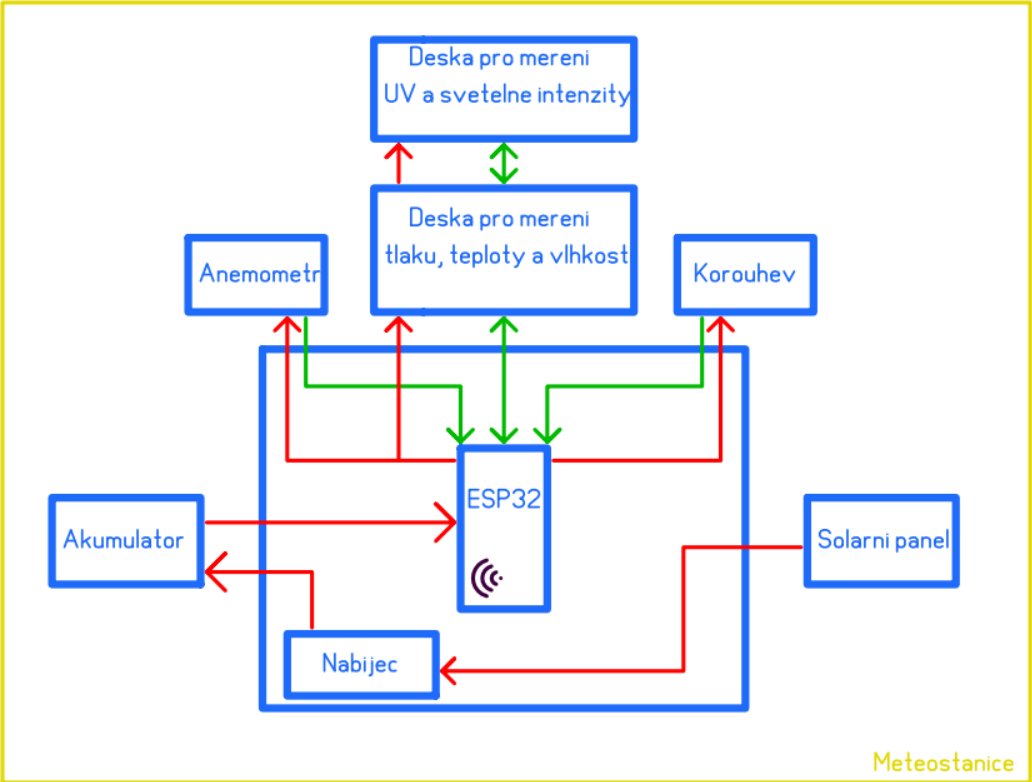 Deska pro mereni
UV a svetelne intenzity
Deska pro mereni
tlaku, teploty a vlhkost
Anemometr
Korouhev
ESP32
Akumulator
Solarni panel
Nabijec
Meteostanice